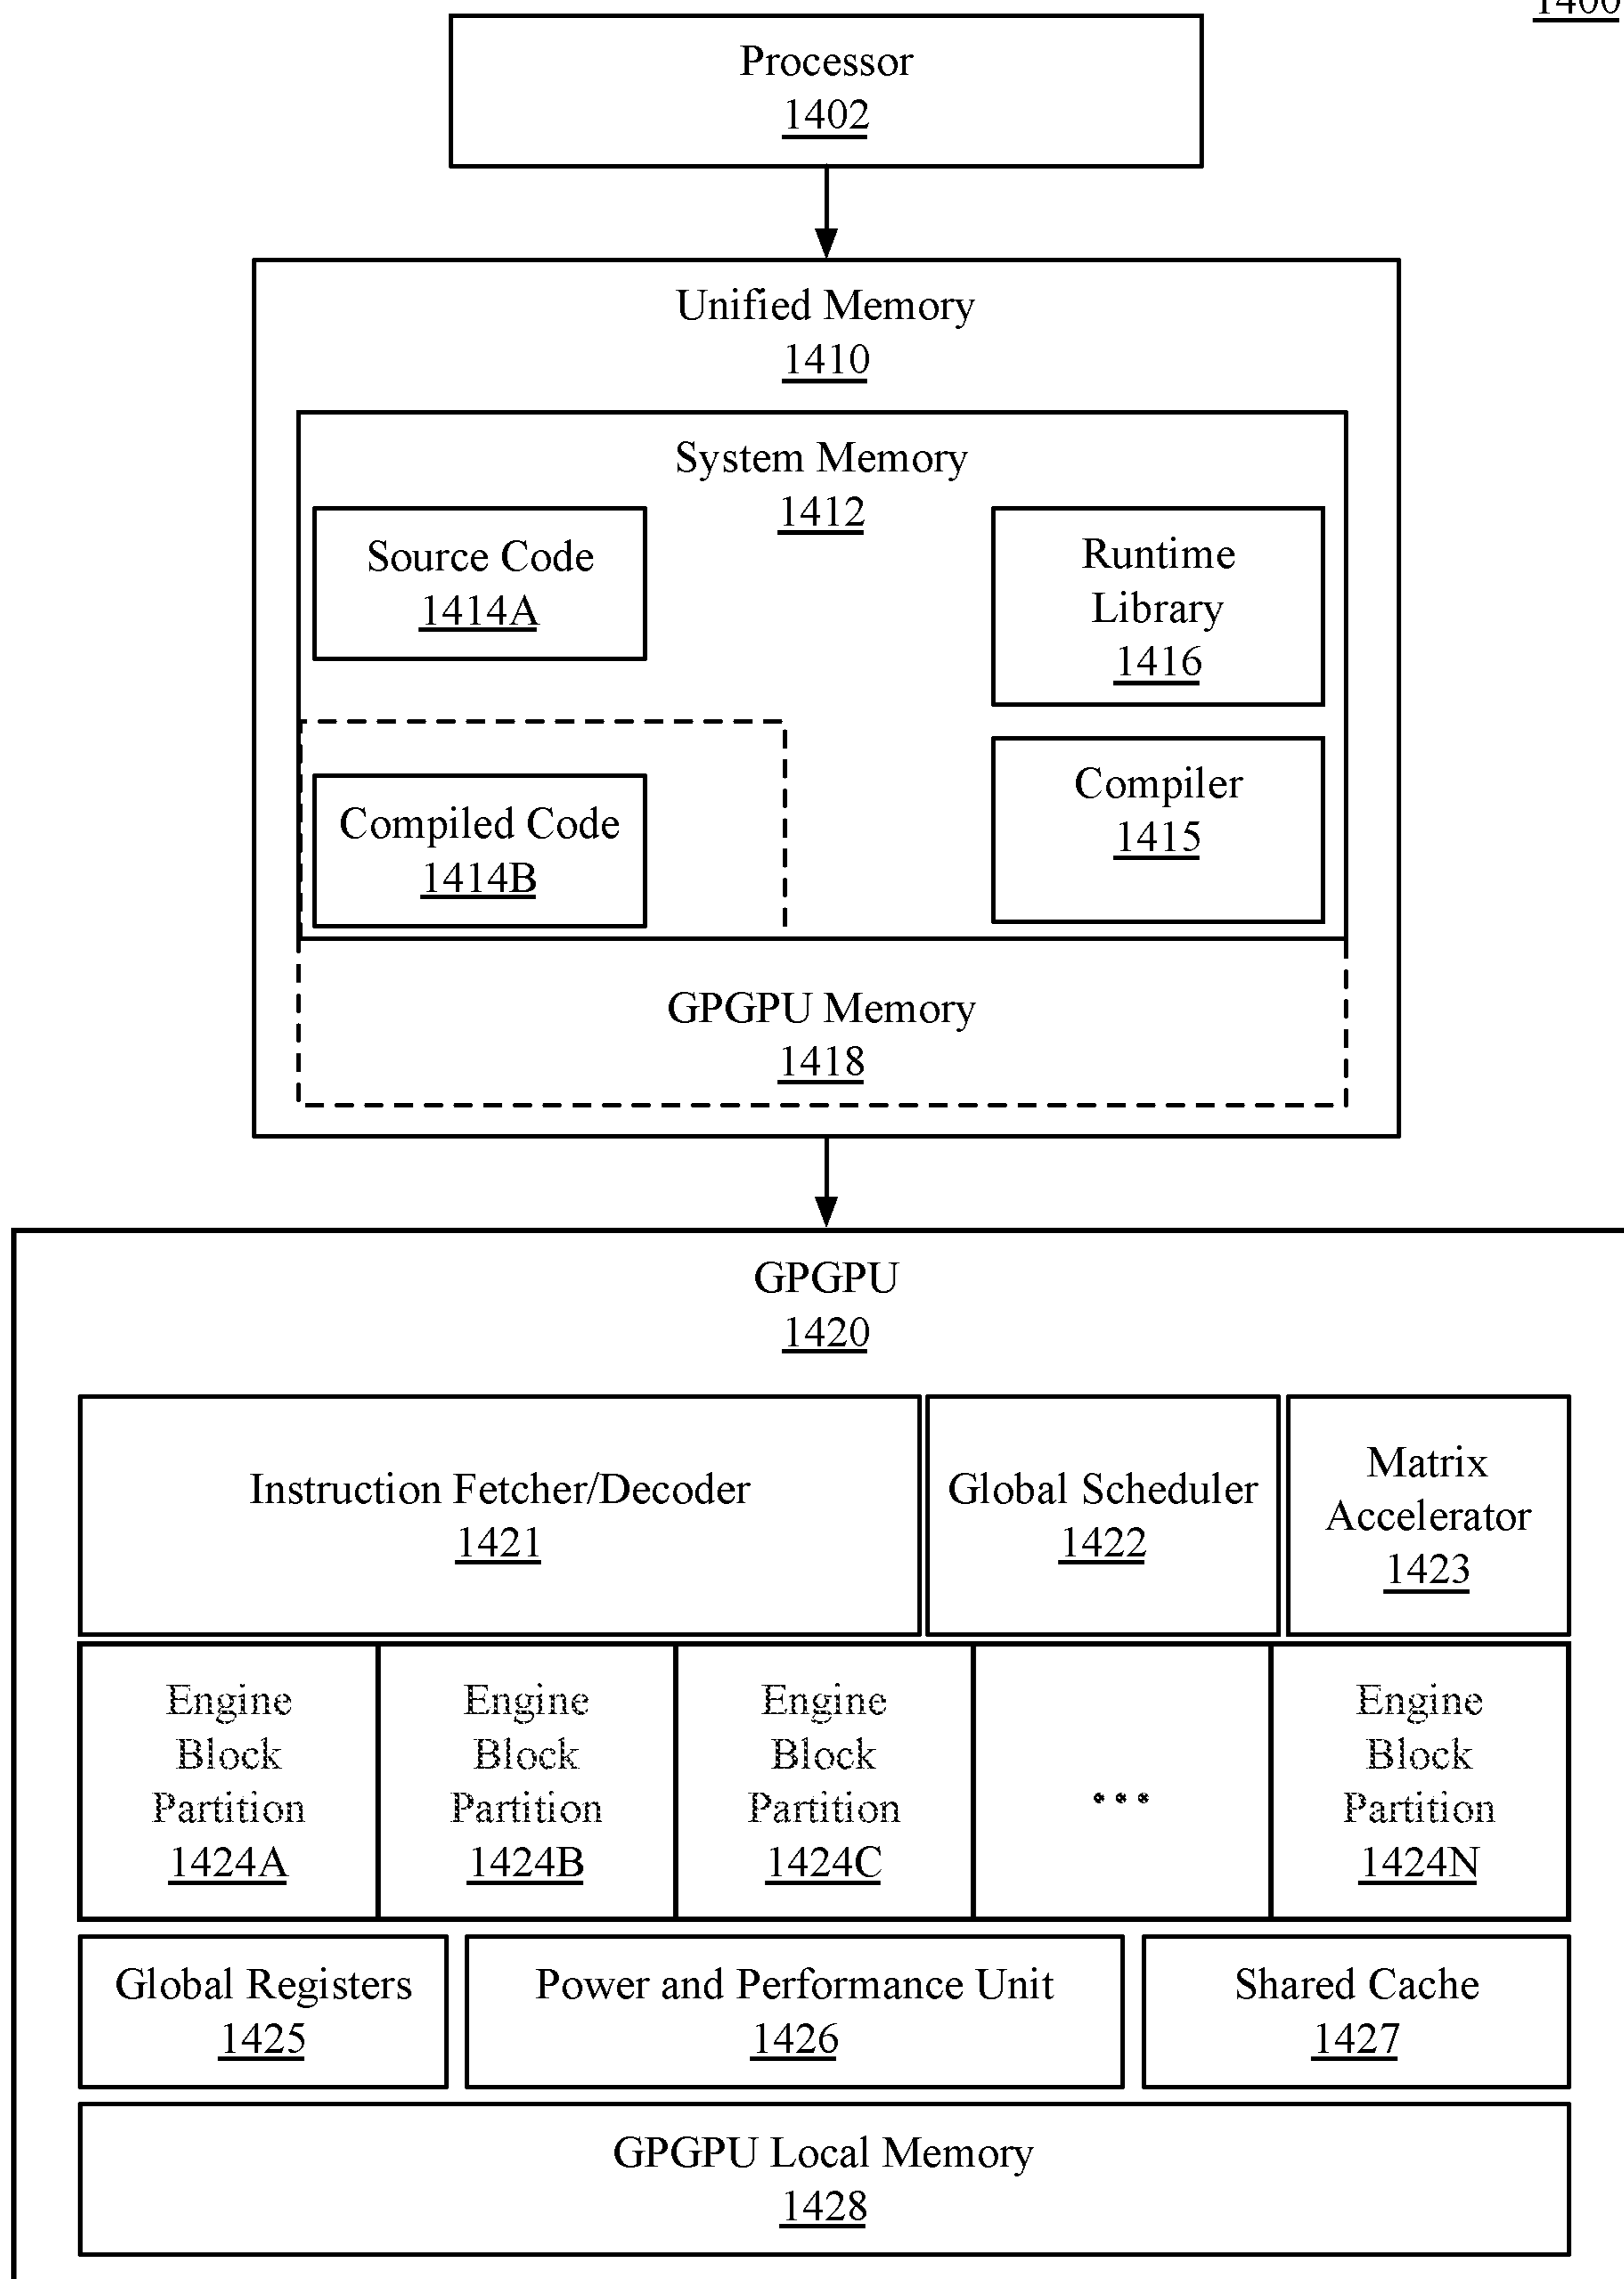 1400
Processor
1402
Unified Memory
1410
System Memory
1412
Source Code
1414A
Runtime
Library
1416
Compiled Code
1414B
Compiler
1415
GPGPU Memory
1418
GPGPU
1420
Instruction Fetcher/Decoder
1421
Global Scheduler
1422
Matrix
Accelerator
1423
Engine
Block
Partition
1424A
Engine
Block
Partition
1424B
Engine
Block
Partition
1424C
...
Engine
Block
Partition
1424N
Global Registers
1425
Power and Performance Unit
1426
Shared Cache
1427
GPGPU Local Memory
1428